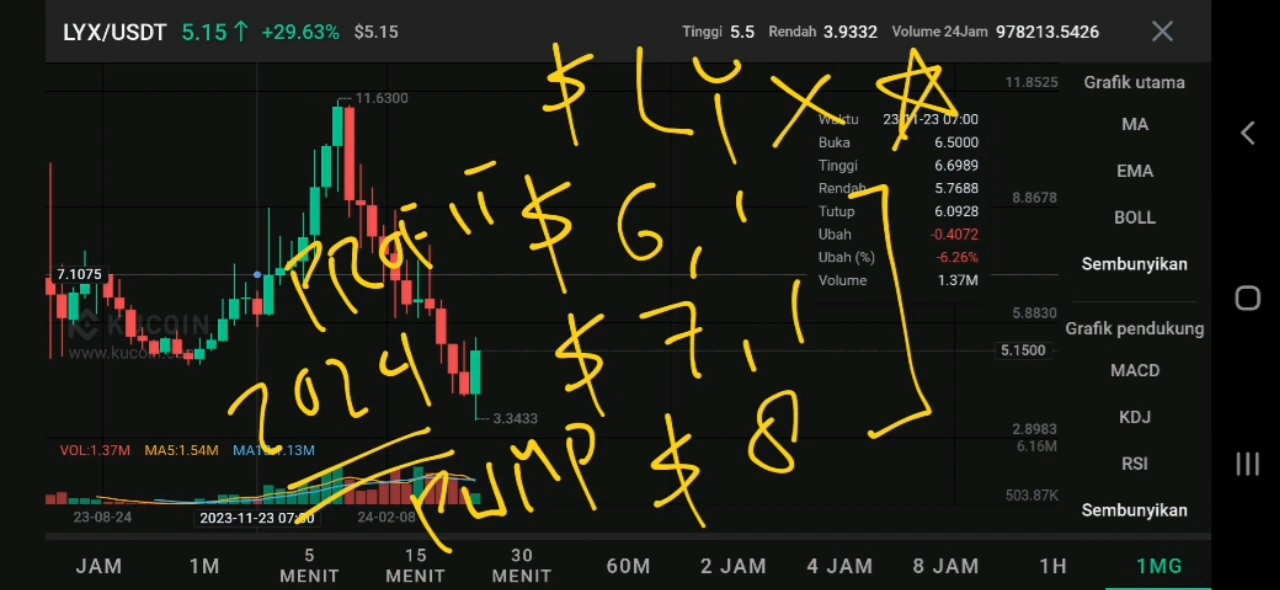 LYX/USDT 5.15↑ +29.63% $5.15 Tinggi 5.5 Rendah 3.9332 Volume 24Jam 978213.5426
$ LYX
11.6300
11.8525
8.8678
5.8830
5.1500
2.8983
6.16M
503.87K
7.1075
3.3433
KUCOIN
www.kucoin.com
Waktu 23-11-23 07:00
Buka 6.5000
Tinggi 6.6989
Rendah 5.7688
Tutup 6.0928
Ubah -0.4072
Ubah (%) -6.26%
Volume 1.37M
$ 6,1
$ 7,1
2024
PUMP $ 8
VOL:1.37M MA5:1.54M MA10:1.13M
23-08-24 2023-11-23 07:00 24-02-08
Grafik utama
MA
EMA
BOLL
Sembunyikan
Grafik pendukung
MACD
KDJ
RSI
Sembunyikan
JAM 1M 5 MENIT 15 MENIT 30 MENIT 60M 2 JAM 4 JAM 8 JAM 1H 1MG